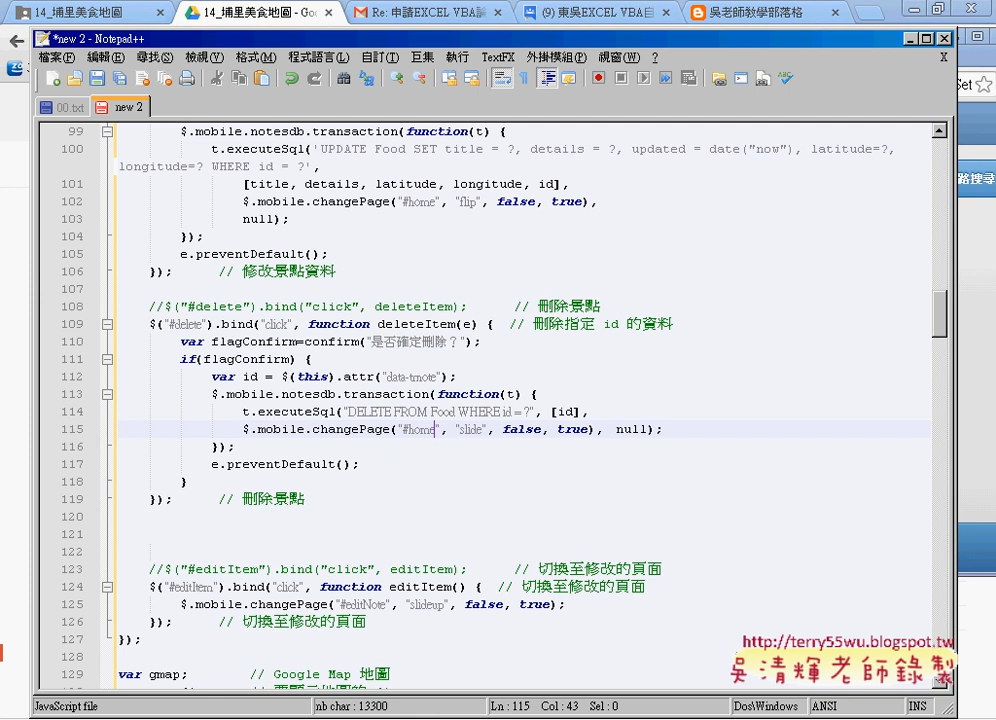 14_埔里美食地圖
14_埔里美食地圖 - Goo
Re: 申請EXCEL VBA論
(9) 東吳EXCEL VBA自
吳老師教學部落格
*new 2 - Notepad++
檔案(F) 編輯(E) 尋找(S) 檢視(V) 格式(M) 程式語言(L) 自訂(T) 巨集 執行 TextFX 外掛模組(P) 視窗(W) ? X
00.txt new 2
99 $.mobile.notesdb.transaction(function(t) {
100 t.executeSql('UPDATE Food SET title = ?, details = ?, updated = date("now"), latitude=?,
longitude=? WHERE id = ?',
101 [title, details, latitude, longitude, id],
102 $.mobile.changePage("#home", "flip", false, true),
103 null);
104 });
105 e.preventDefault();
106 }); // 修改景點資料
107
108 //$("#delete").bind("click", deleteItem); // 刪除景點
109 $("#delete").bind("click", function deleteItem(e) { // 刪除指定 id 的資料
110 var flagConfirm=confirm("是否確定刪除？");
111 if(flagConfirm) {
112 var id = $(this).attr("data-trnote");
113 $.mobile.notesdb.transaction(function(t) {
114 t.executeSql("DELETE FROM Food WHERE id = ?", [id],
115 $.mobile.changePage("#home", "slide", false, true), null);
116 });
117 e.preventDefault();
118 }
119 }); // 刪除景點
120
121
122
123 //$("#editItem").bind("click", editItem); // 切換至修改的頁面
124 $("#editItem").bind("click", function editItem() { // 切換至修改的頁面
125 $.mobile.changePage("#editNote", "slideup", false, true);
126 }); // 切換至修改的頁面
127 });
128
129 var gmap; // Google Map 地圖
Set
路搜尋
http://terry55wu.blogspot.tw
吳清輝老師錄製
JavaScript file nb char : 13300 Ln : 115 Col : 43 Sel : 0 Dos\Windows ANSI INS